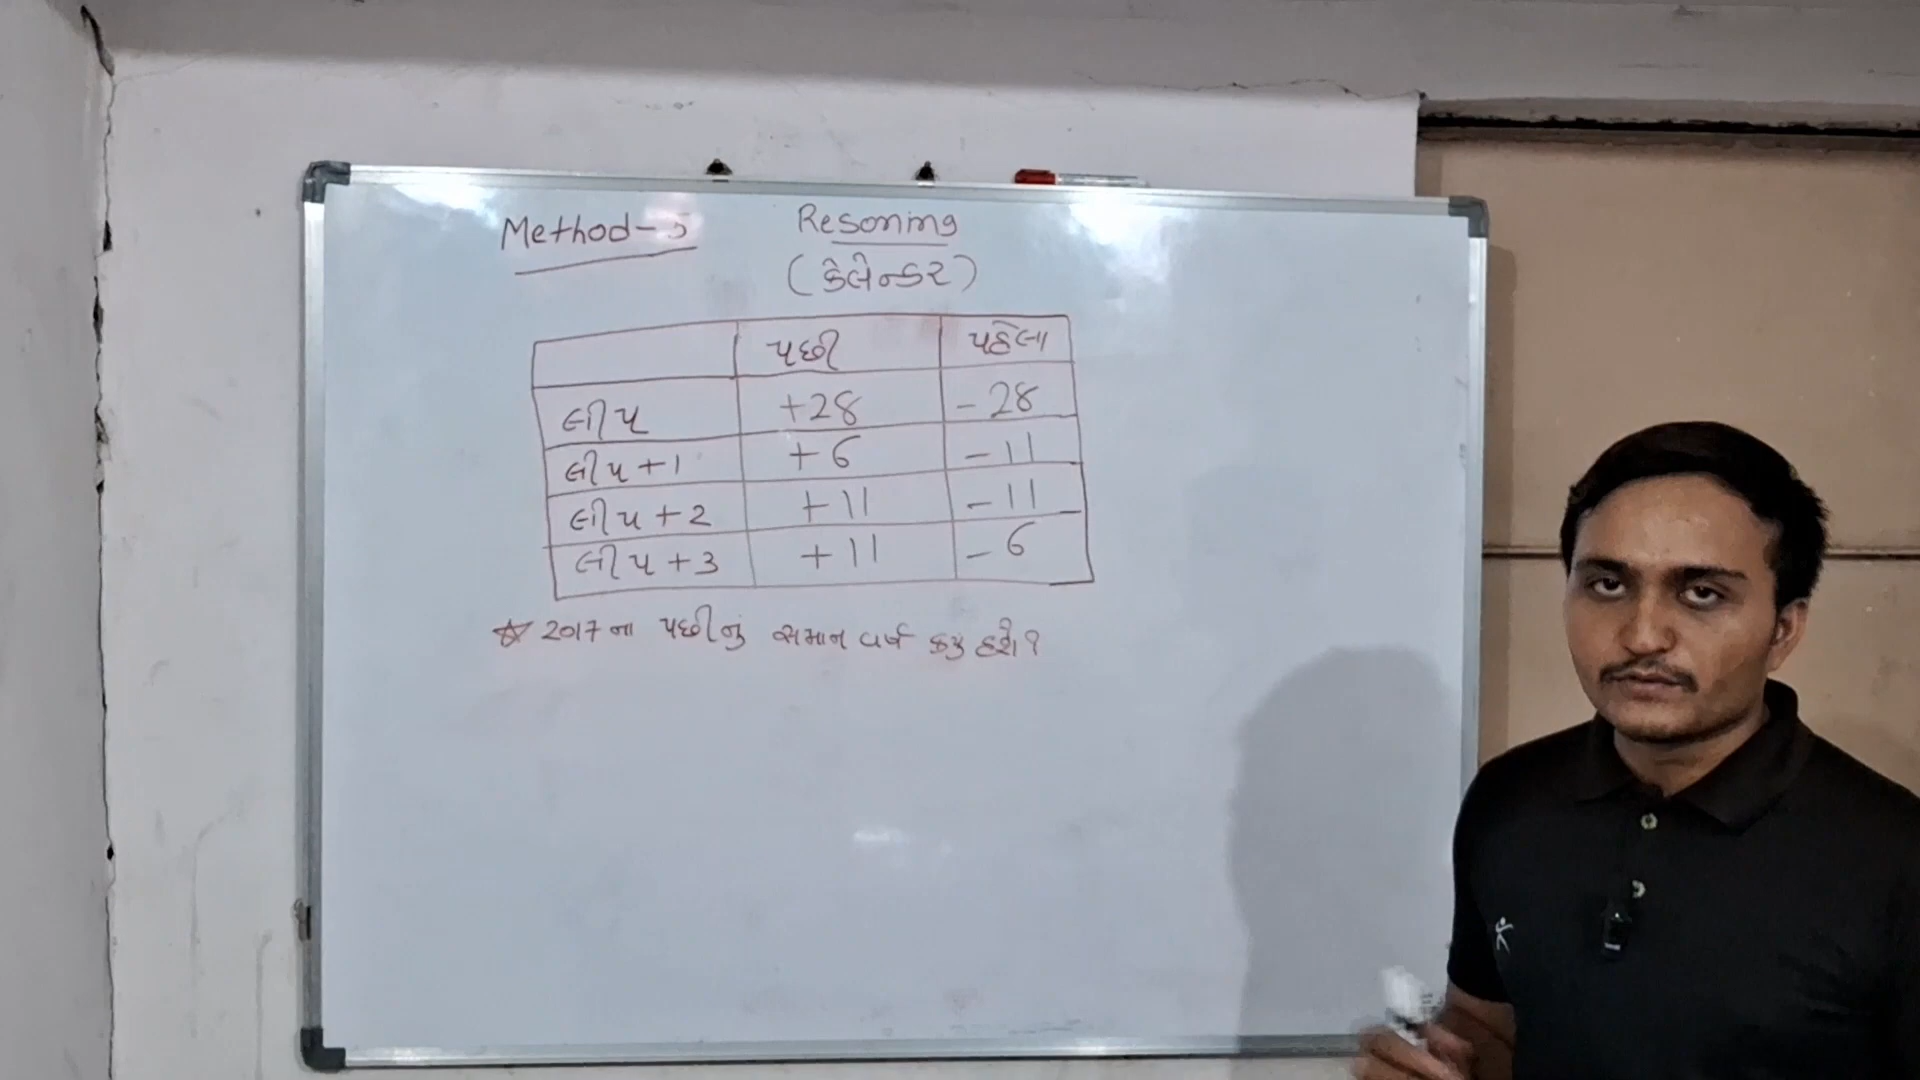 Method-5 Resoning
(કેલેન્ડર)
પછી પહેલા
લીપ +28 -28
લીપ+1 +6 -11
લીપ+2 +11 -11
લીપ+3 +11 -6
☆ 2017 ના પછીનુ સમાન વર્ષ કયુ હશે?